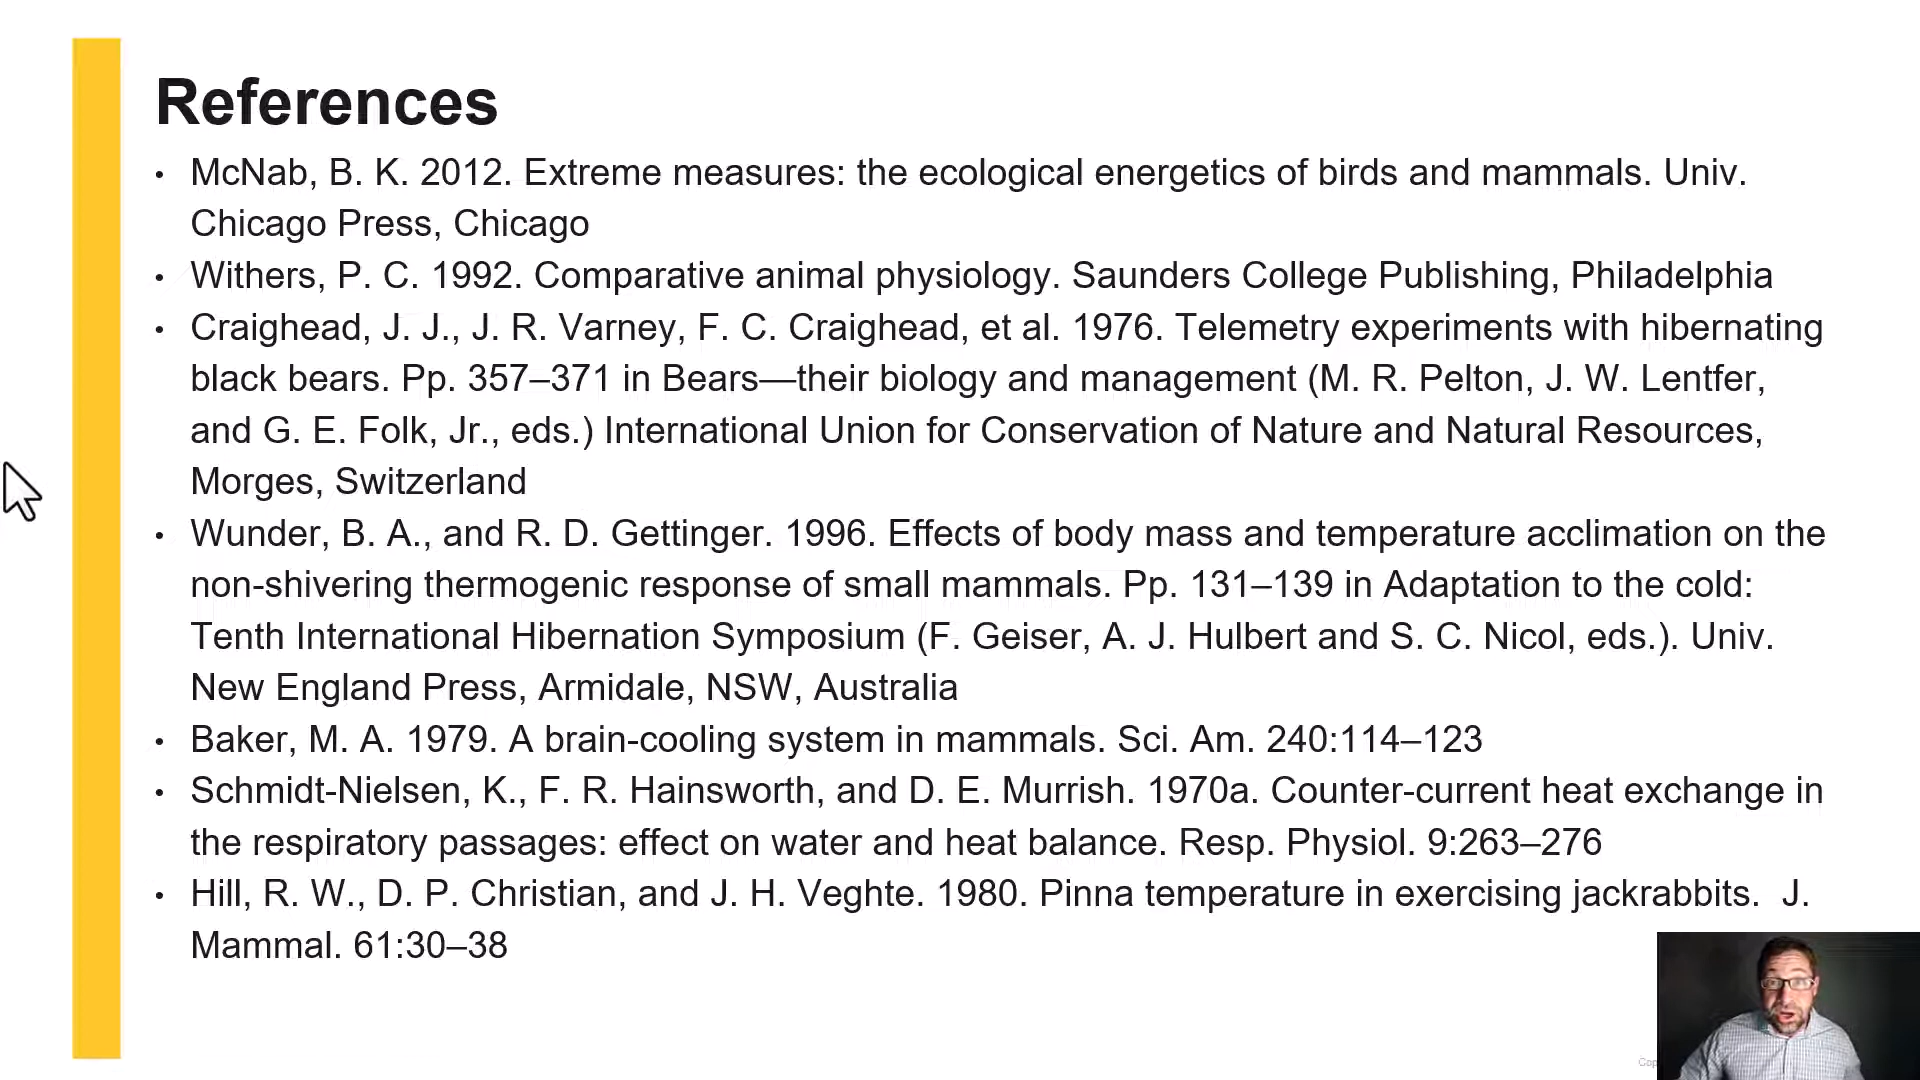 References
• McNab, B. K. 2012. Extreme measures: the ecological energetics of birds and mammals. Univ.
Chicago Press, Chicago
• Withers, P. C. 1992. Comparative animal physiology. Saunders College Publishing, Philadelphia
• Craighead, J. J., J. R. Varney, F. C. Craighead, et al. 1976. Telemetry experiments with hibernating
black bears. Pp. 357–371 in Bears—their biology and management (M. R. Pelton, J. W. Lentfer,
and G. E. Folk, Jr., eds.) International Union for Conservation of Nature and Natural Resources,
Morges, Switzerland
• Wunder, B. A., and R. D. Gettinger. 1996. Effects of body mass and temperature acclimation on the
non-shivering thermogenic response of small mammals. Pp. 131–139 in Adaptation to the cold:
Tenth International Hibernation Symposium (F. Geiser, A. J. Hulbert and S. C. Nicol, eds.). Univ.
New England Press, Armidale, NSW, Australia
• Baker, M. A. 1979. A brain-cooling system in mammals. Sci. Am. 240:114–123
• Schmidt-Nielsen, K., F. R. Hainsworth, and D. E. Murrish. 1970a. Counter-current heat exchange in
the respiratory passages: effect on water and heat balance. Resp. Physiol. 9:263–276
• Hill, R. W., D. P. Christian, and J. H. Veghte. 1980. Pinna temperature in exercising jackrabbits.  J.
Mammal. 61:30–38